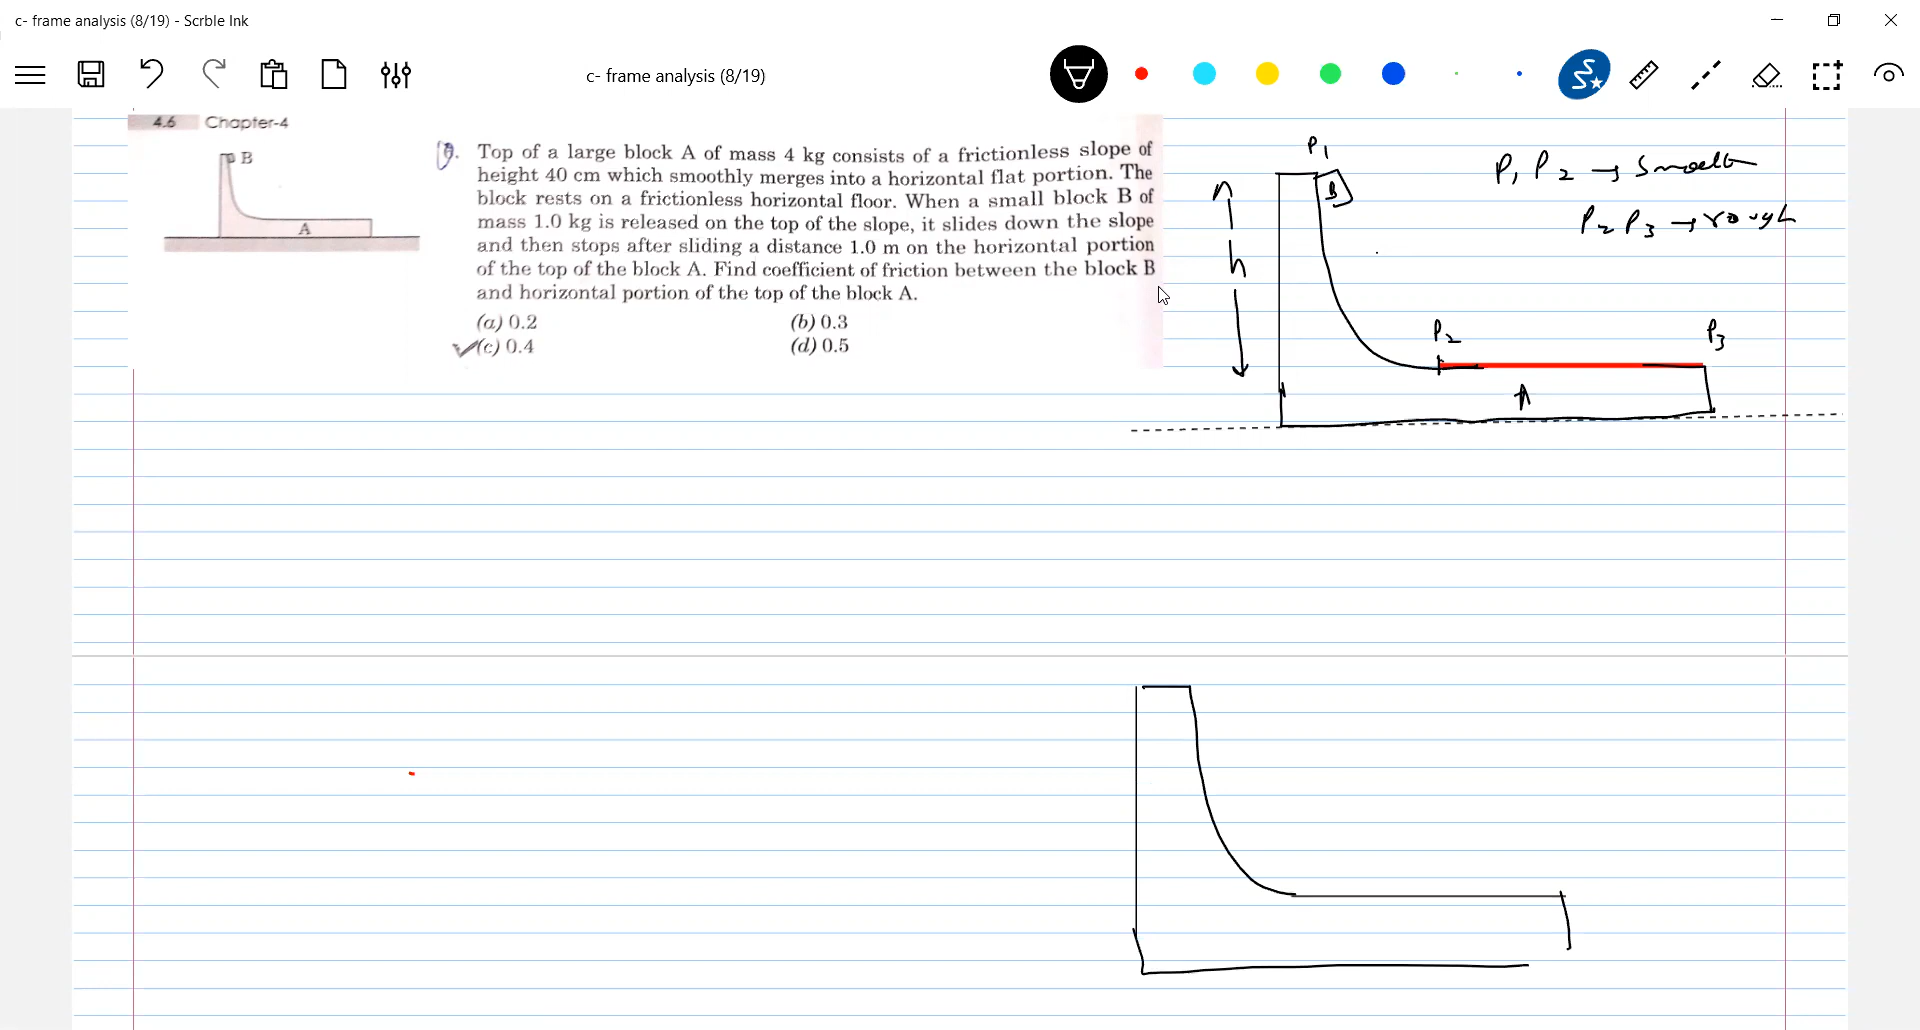 c- frame analysis (8/19) - Scrble Ink
c- frame analysis (8/19)
4.6 Chapter-4
B
A
9. Top of a large block A of mass 4 kg consists of a frictionless slope of
height 40 cm which smoothly merges into a horizontal flat portion. The
block rests on a frictionless horizontal floor. When a small block B of
mass 1.0 kg is released on the top of the slope, it slides down the slope
and then stops after sliding a distance 1.0 m on the horizontal portion
of the top of the block A. Find coefficient of friction between the block B
and horizontal portion of the top of the block A.
(a) 0.2 (b) 0.3
(c) 0.4 (d) 0.5
P1
B
h
P2
P3
A
P1 P2 → smooth
P2 P3 → rough